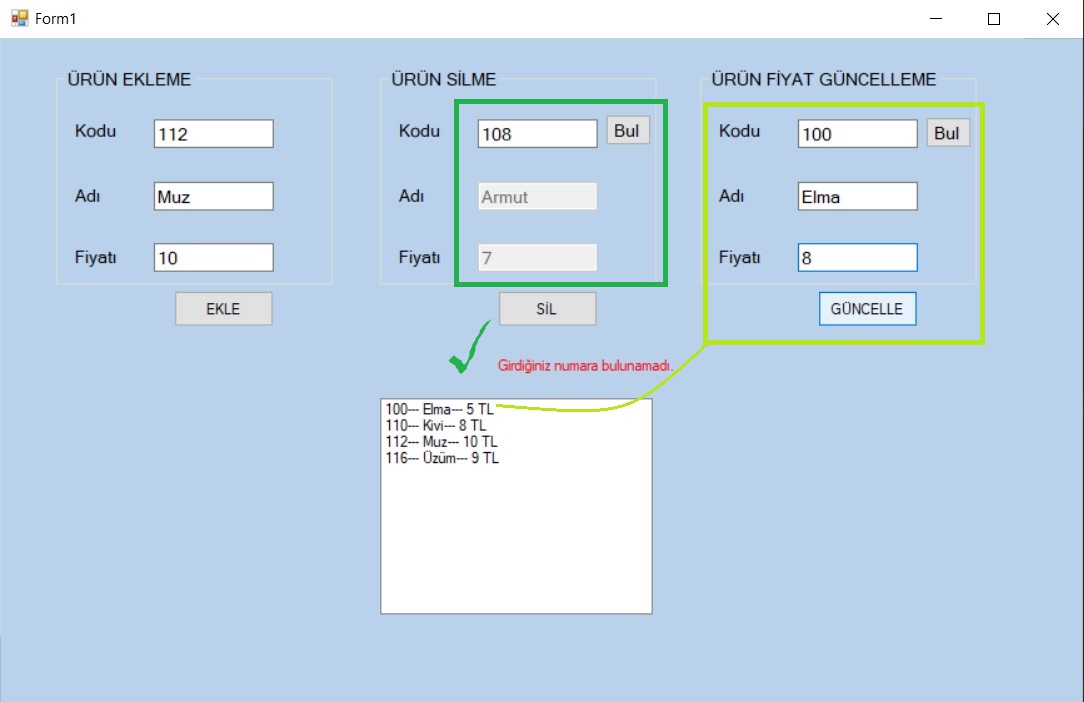 Form1
ÜRÜN EKLEME
Kodu 112
Adı Muz
Fiyatı 10
EKLE
ÜRÜN SİLME
Kodu 108 Bul
Adı Armut
Fiyatı 7
SİL
ÜRÜN FİYAT GÜNCELLEME
Kodu 100 Bul
Adı Elma
Fiyatı 8
GÜNCELLE
Girdiğiniz numara bulunamadı.
100--- Elma--- 5 TL
110--- Kivi--- 8 TL
112--- Muz--- 10 TL
116--- Üzüm--- 9 TL